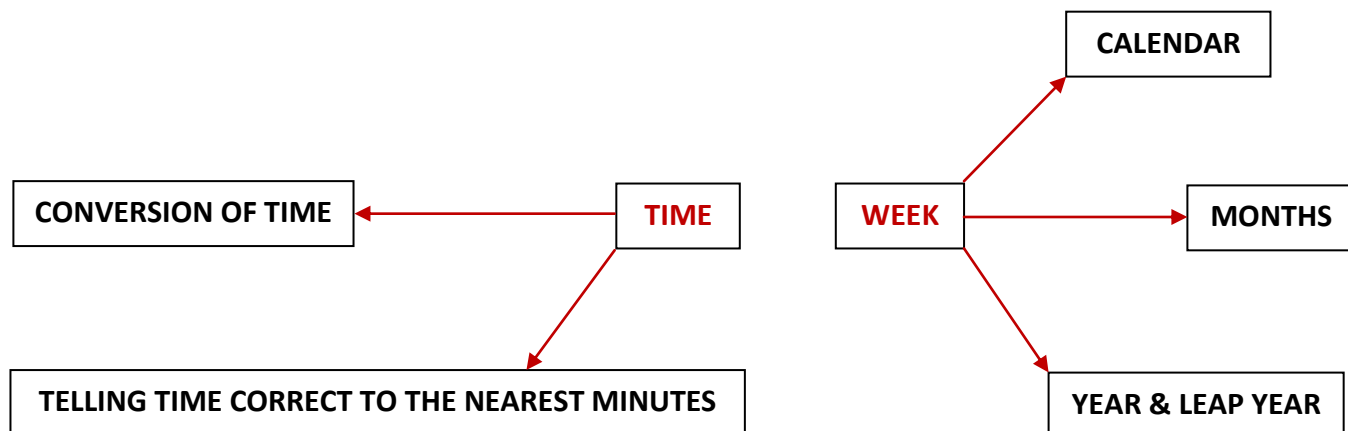 CALENDAR
CONVERSION OF TIME
TIME
WEEK
MONTHS
TELLING TIME CORRECT TO THE NEAREST MINUTES
YEAR & LEAP YEAR